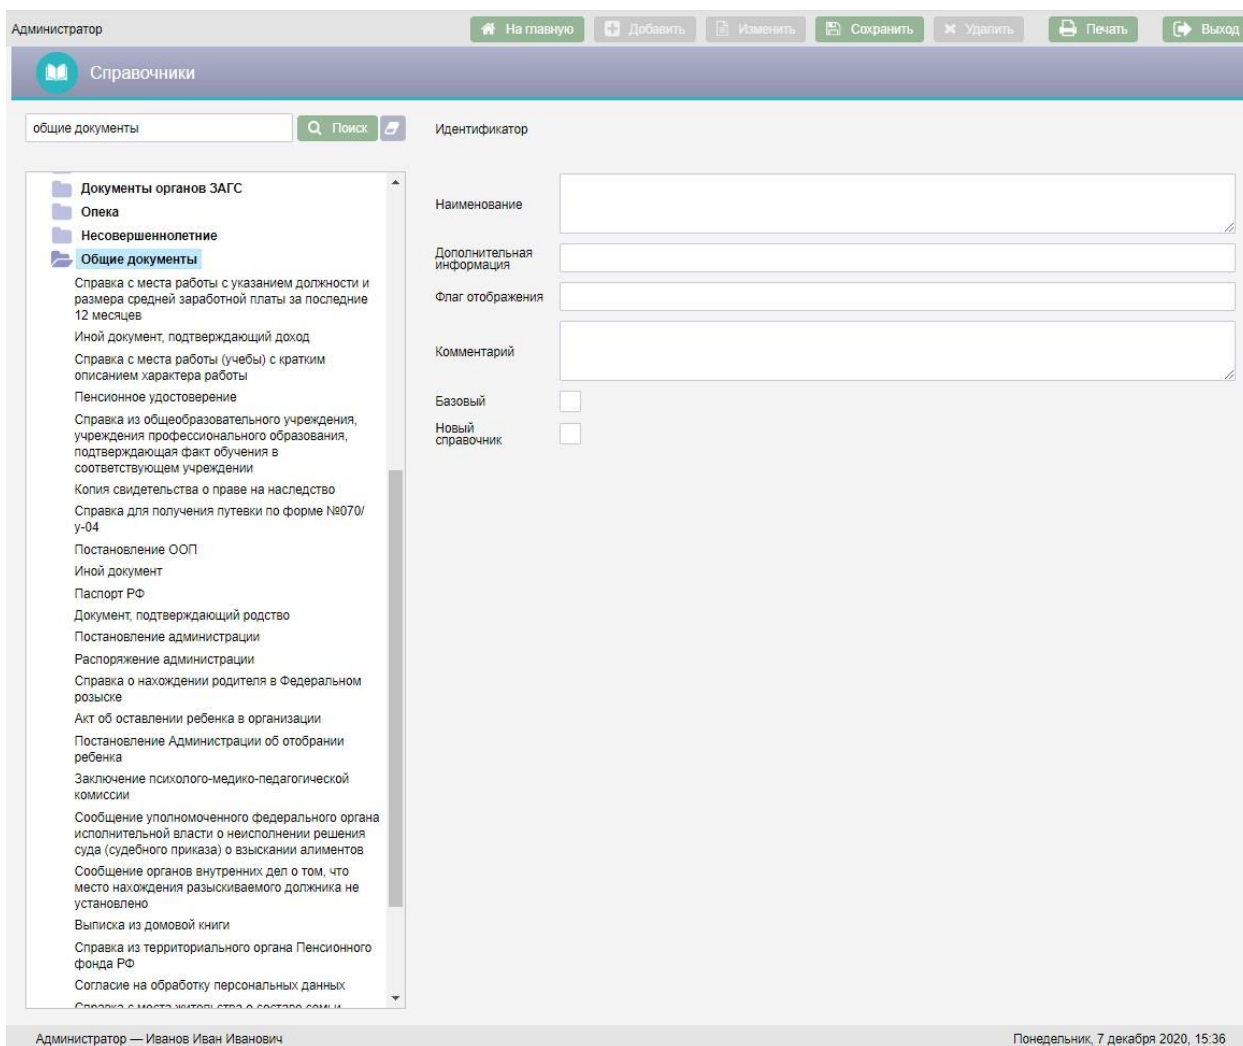 Администратор
На главную
Добавить
Изменить
Сохранить
Удалить
Печать
Выход
Справочники
общие документы
Поиск
Идентификатор
Документы органов ЗАГС
Опека
Несовершеннолетние
Общие документы
Справка с места работы с указанием должности и
размера средней заработной платы за последние
12 месяцев
Иной документ, подтверждающий доход
Справка с места работы (учебы) с кратким
описанием характера работы
Пенсионное удостоверение
Справка из общеобразовательного учреждения,
учреждения профессионального образования,
подтверждающая факт обучения в
соответствующем учреждении
Копия свидетельства о праве на наследство
Справка для получения путевки по форме №070/
у-04
Постановление ООП
Иной документ
Паспорт РФ
Документ, подтверждающий родство
Постановление администрации
Распоряжение администрации
Справка о нахождении родителя в Федеральном
розыске
Акт об оставлении ребенка в организации
Постановление Администрации об отобрании
ребенка
Заключение психолого-медико-педагогической
комиссии
Сообщение уполномоченного федерального органа
исполнительной власти о неисполнении решения
суда (судебного приказа) о взыскании алиментов
Сообщение органов внутренних дел о том, что
место нахождения разыскиваемого должника не
установлено
Выписка из домовой книги
Справка из территориального органа Пенсионного
фонда РФ
Согласие на обработку персональных данных
Справка с места жительства о составе семьи
Наименование
Дополнительная
информация
Флаг отображения
Комментарий
Базовый
Новый
справочник
Администратор — Иванов Иван Иванович
Понедельник, 7 декабря 2020, 15:36